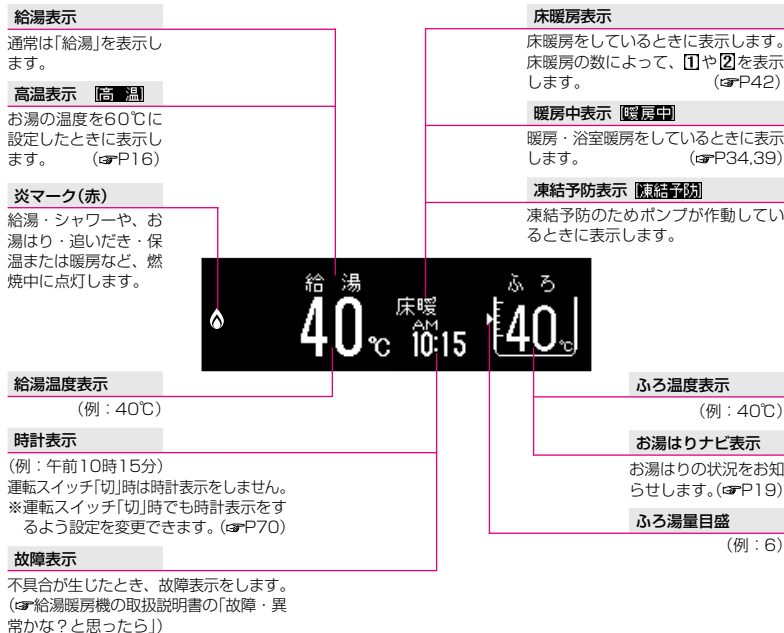 給湯表示
通常は「給湯」を表示し
ます。
高温表示 高 温
お湯の温度を60℃に
設定したときに表示し
ます。 (☞P16)
炎マーク(赤)
給湯・シャワーや、お
湯はり・追いだき・保
温または暖房など、燃
焼中に点灯します。
床暖房表示
床暖房をしているときに表示します。
床暖房の数によって、1や2を表示
します。 (☞P42)
暖房中表示 暖房中
暖房・浴室暖房をしているときに表示
します。 (☞P34,39)
凍結予防表示 凍結予防
凍結予防のためポンプが作動してい
るときに表示します。
給 湯
40℃
床暖
AM
10:15
ふ ろ
40℃
給湯温度表示
(例：40℃)
時計表示
(例：午前10時15分)
運転スイッチ「切」時は時計表示をしません。
※運転スイッチ「切」時でも時計表示をす
るよう設定を変更できます。(☞P70)
故障表示
不具合が生じたとき、故障表示をします。
(☞給湯暖房機の取扱説明書の「故障・異
常かな？と思ったら」)
ふろ温度表示
(例：40℃)
お湯はりナビ表示
お湯はりの状況をお知
らせします。(☞P19)
ふろ湯量目盛
(例：6)